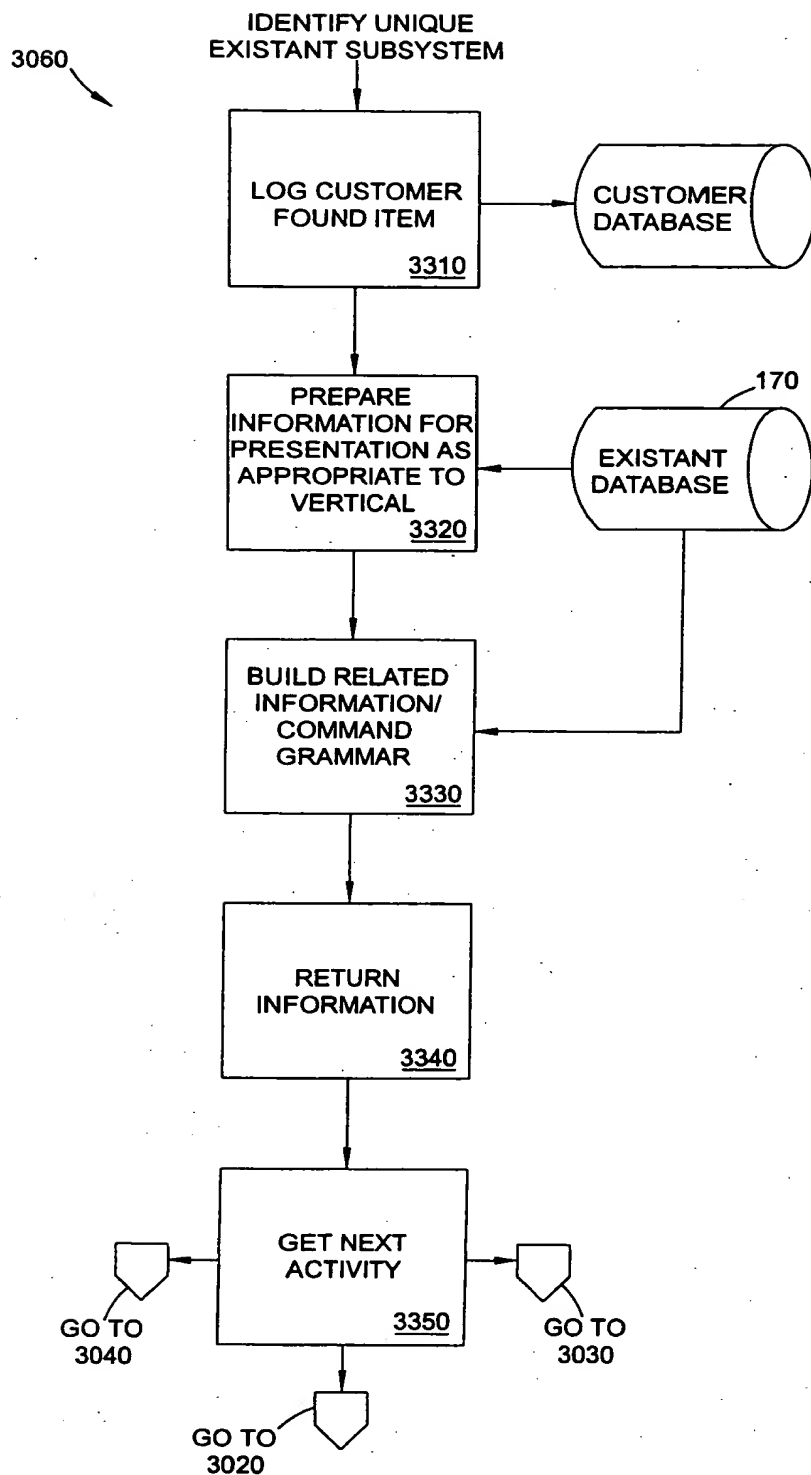 IDENTIFY UNIQUE
EXISTANT SUBSYSTEM
3060
LOG CUSTOMER
FOUND ITEM
3310
CUSTOMER
DATABASE
PREPARE
INFORMATION FOR
PRESENTATION AS
APPROPRIATE TO
VERTICAL
3320
170
EXISTANT
DATABASE
BUILD RELATED
INFORMATION/
COMMAND
GRAMMAR
3330
RETURN
INFORMATION
3340
GET NEXT
ACTIVITY
3350
GO TO
3040
GO TO
3030
GO TO
3020